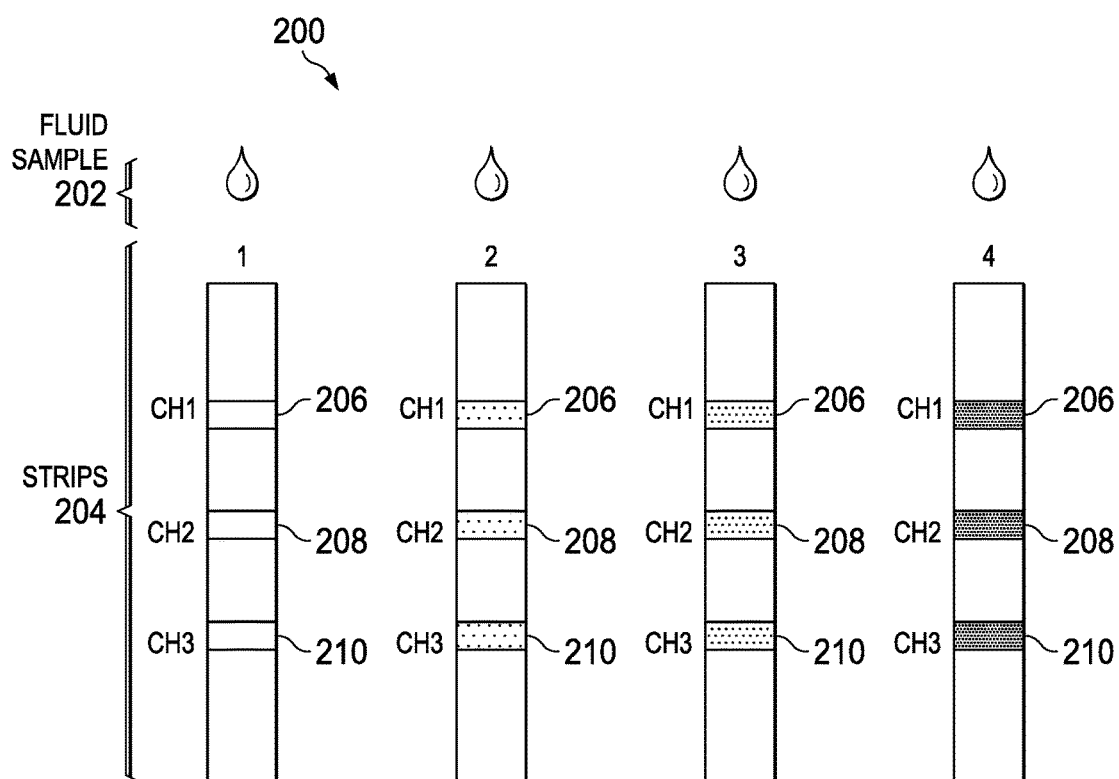 200
FLUID
SAMPLE
202
1 2 3 4
CH1 206 CH1 206 CH1 206 CH1 206
STRIPS
204
CH2 208 CH2 208 CH2 208 CH2 208
CH3 210 CH3 210 CH3 210 CH3 210